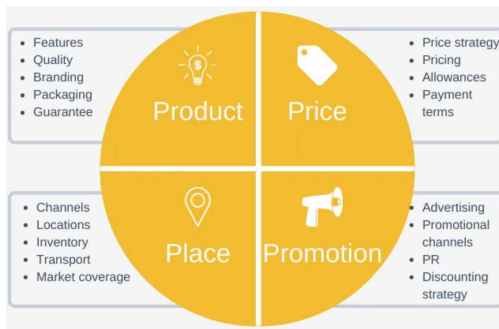 Features
Quality
Branding
Packaging
Guarantee
$
Product
Price
Price strategy
Pricing
Allowances
Payment
terms
Channels
Locations
Inventory
Transport
Market coverage
Place
Promotion
Advertising
Promotional
channels
PR
Discounting
strategy